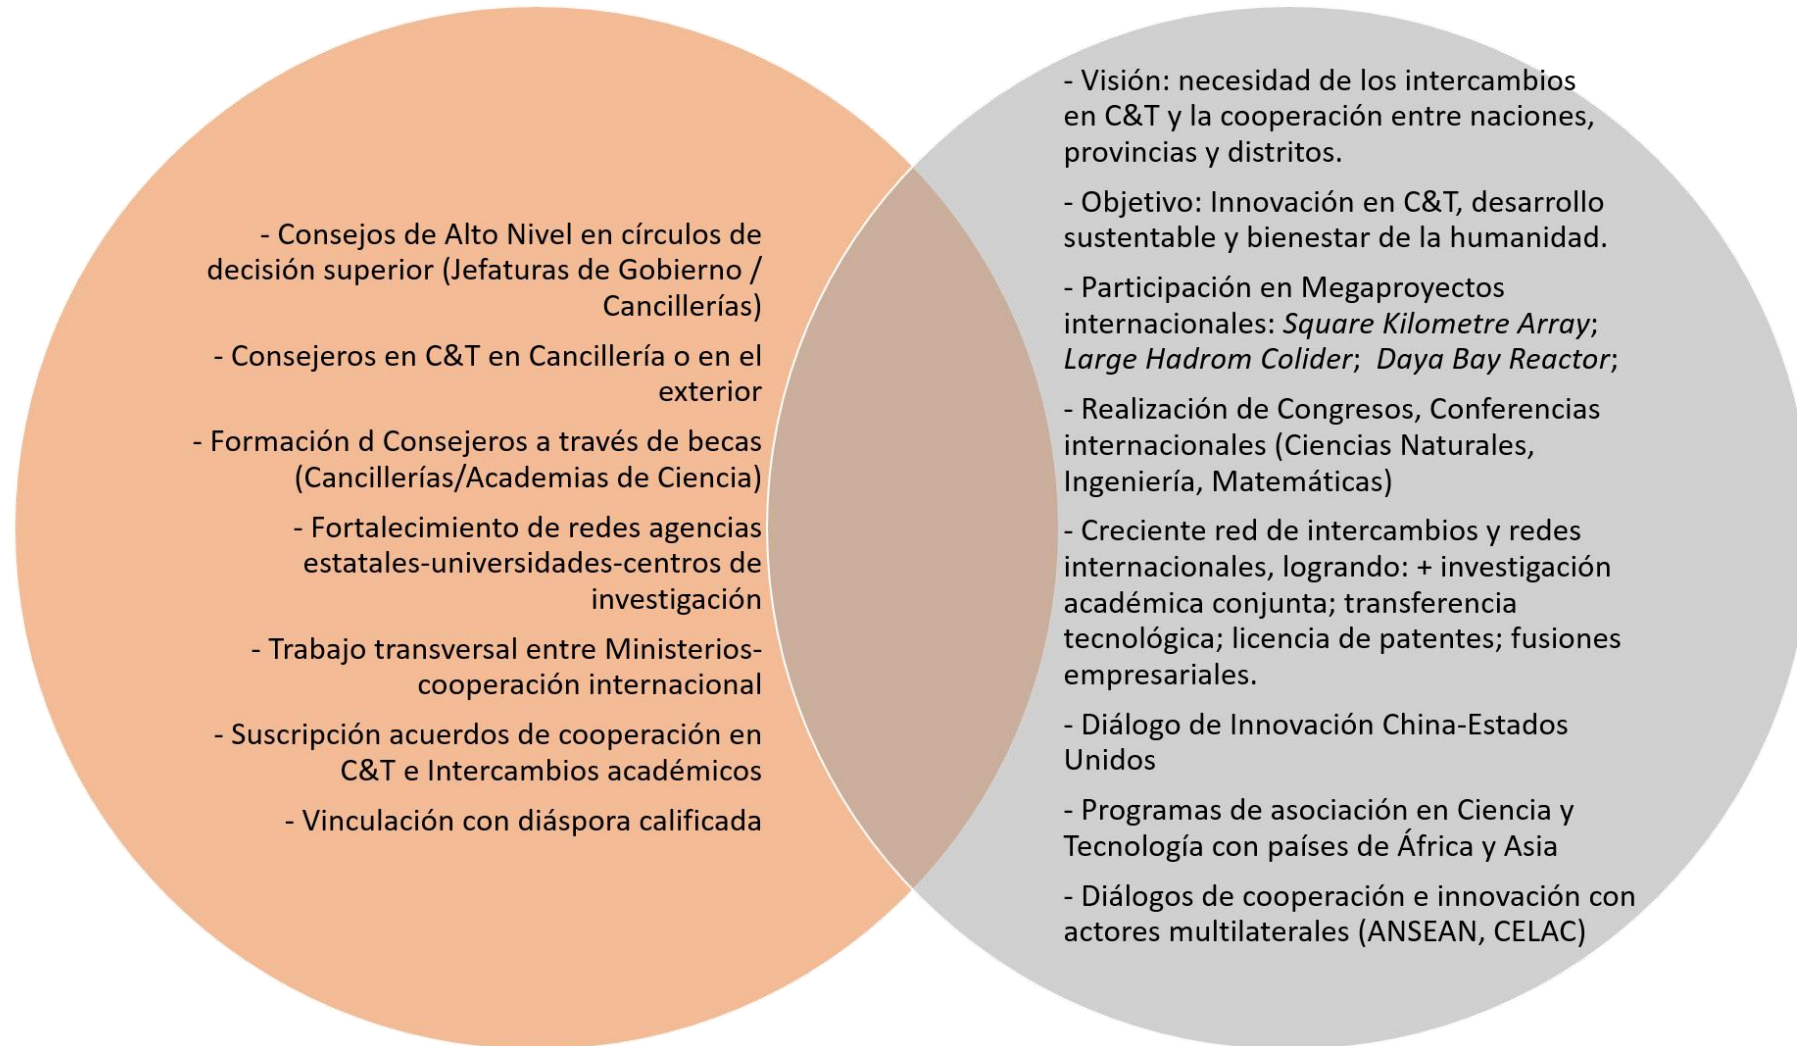 - Consejos de Alto Nivel en círculos de
decisión superior (Jefaturas de Gobierno /
Cancillerías)
- Consejeros en C&T en Cancillería o en el
exterior
- Formación d Consejeros a través de becas
(Cancillerías/Academias de Ciencia)
- Fortalecimiento de redes agencias
estatales-universidades-centros de
investigación
- Trabajo transversal entre Ministerios-
cooperación internacional
- Suscripción acuerdos de cooperación en
C&T e Intercambios académicos
- Vinculación con diáspora calificada
- Visión: necesidad de los intercambios
en C&T y la cooperación entre naciones,
provincias y distritos.
- Objetivo: Innovación en C&T, desarrollo
sustentable y bienestar de la humanidad.
- Participación en Megaproyectos
internacionales: Square Kilometre Array;
Large Hadrom Colider; Daya Bay Reactor;
- Realización de Congresos, Conferencias
internacionales (Ciencias Naturales,
Ingeniería, Matemáticas)
- Creciente red de intercambios y redes
internacionales, logrando: + investigación
académica conjunta; transferencia
tecnológica; licencia de patentes; fusiones
empresariales.
- Diálogo de Innovación China-Estados
Unidos
- Programas de asociación en Ciencia y
Tecnología con países de África y Asia
- Diálogos de cooperación e innovación con
actores multilaterales (ANSEAN, CELAC)